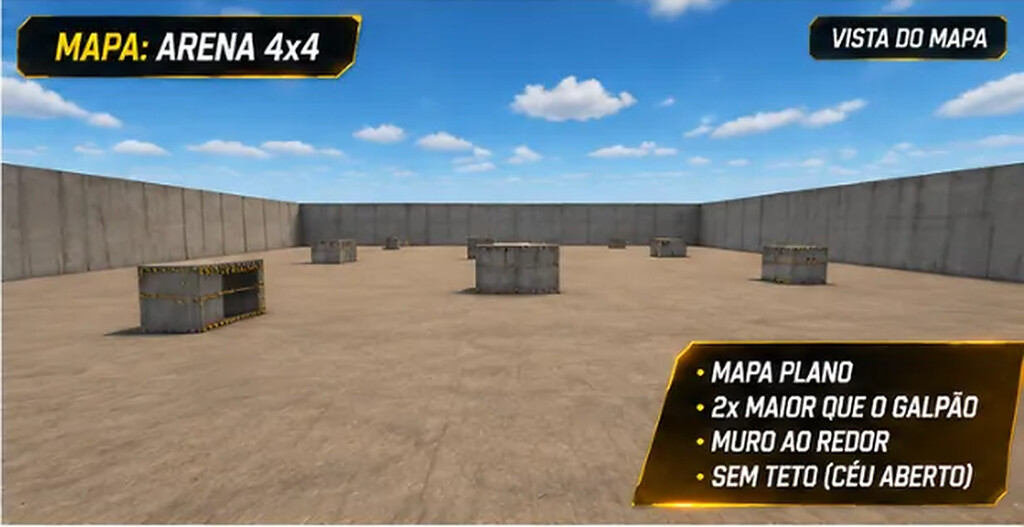 MAPA: ARENA 4x4
VISTA DO MAPA
• MAPA PLANO
• 2x MAIOR QUE O GALPÃO
• MURO AO REDOR
• SEM TETO (CÉU ABERTO)